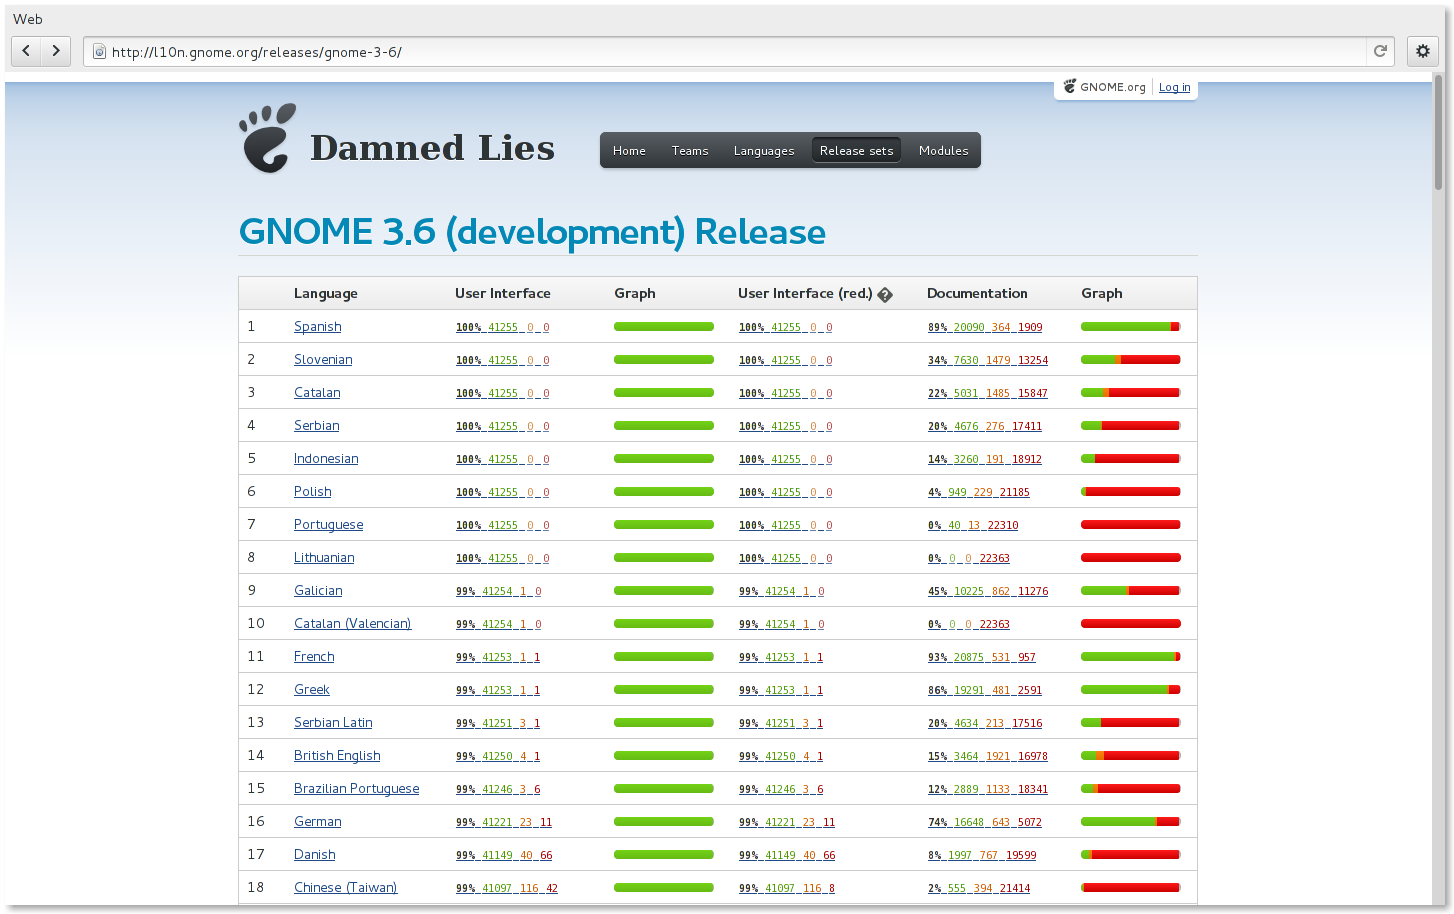 Web
http://l10n.gnome.org/releases/gnome-3-6/
GNOME.org Log in
Damned Lies
Home Teams Languages Release sets Modules
GNOME 3.6 (development) Release
Language User Interface Graph User Interface (red.) ? Documentation Graph
1 Spanish 100% 41255 0 0 100% 41255 0 0 89% 20090 364 1909
2 Slovenian 100% 41255 0 0 100% 41255 0 0 34% 7630 1479 13254
3 Catalan 100% 41255 0 0 100% 41255 0 0 22% 5031 1485 15847
4 Serbian 100% 41255 0 0 100% 41255 0 0 20% 4676 276 17411
5 Indonesian 100% 41255 0 0 100% 41255 0 0 14% 3260 191 18912
6 Polish 100% 41255 0 0 100% 41255 0 0 4% 949 229 21185
7 Portuguese 100% 41255 0 0 100% 41255 0 0 0% 40 13 22310
8 Lithuanian 100% 41255 0 0 100% 41255 0 0 0% 0 0 22363
9 Galician 99% 41254 1 0 99% 41254 1 0 45% 10225 862 11276
10 Catalan (Valencian) 99% 41254 1 0 99% 41254 1 0 0% 0 0 22363
11 French 99% 41253 1 1 99% 41253 1 1 93% 20875 531 957
12 Greek 99% 41253 1 1 99% 41253 1 1 86% 19291 481 2591
13 Serbian Latin 99% 41251 3 1 99% 41251 3 1 20% 4634 213 17516
14 British English 99% 41250 4 1 99% 41250 4 1 15% 3464 1921 16978
15 Brazilian Portuguese 99% 41246 3 6 99% 41246 3 6 12% 2889 1133 18341
16 German 99% 41221 23 11 99% 41221 23 11 74% 16648 643 5072
17 Danish 99% 41149 40 66 99% 41149 40 66 8% 1997 767 19599
18 Chinese (Taiwan) 99% 41097 116 42 99% 41097 116 8 2% 555 394 21414